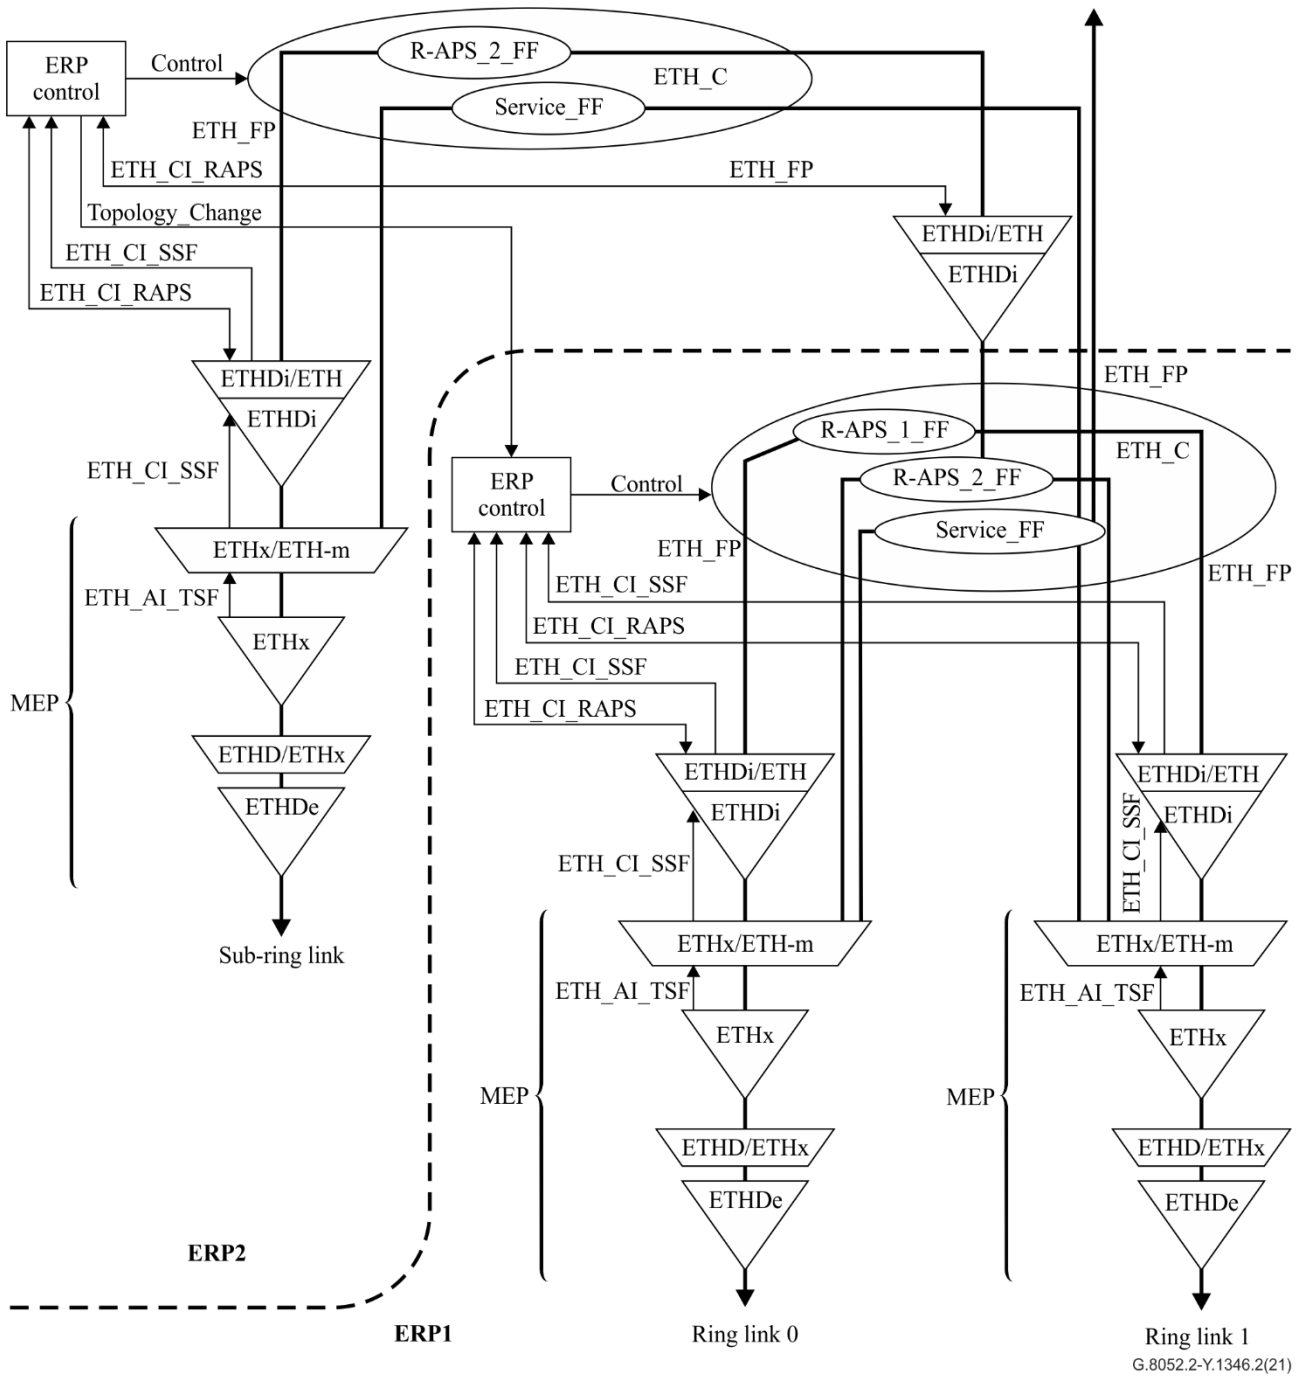 R-APS_2_FF
ERP
control
Control
ETH_C
Service_FF
ETH_FP
ETH_CI_RAPS
ETH_FP
Topology_Change
ETHDi/ETH
ETH_CI_SSF
ETHDi
ETH_CI_RAPS
ETHDi/ETH
ETH_FP
ETHDi
R-APS_1_FF
ETH_C
ETH_CI_SSF
ERP
control
Control
R-APS_2_FF
Service_FF
ETHx/ETH-m
ETH_FP
ETH_FP
ETH_AI_TSF
ETH_CI_SSF
ETHx
ETH_CI_RAPS
ETH_CI_SSF
MEP
ETH_CI_RAPS
ETHD/ETHx
ETHDi/ETH
ETHDi/ETH
ETHDe
ETHDi
ETHDi
ETH_CI_SSF
ETH_CI_SSF
Sub-ring link
ETHx/ETH-m
ETHx/ETH-m
ETH_AI_TSF
ETH_AI_TSF
ETHx
ETHx
MEP
MEP
ETHD/ETHx
ETHD/ETHx
ETHDe
ETHDe
ERP2
ERP1
Ring link 0
Ring link 1
G.8052.2-Y.1346.2(21)